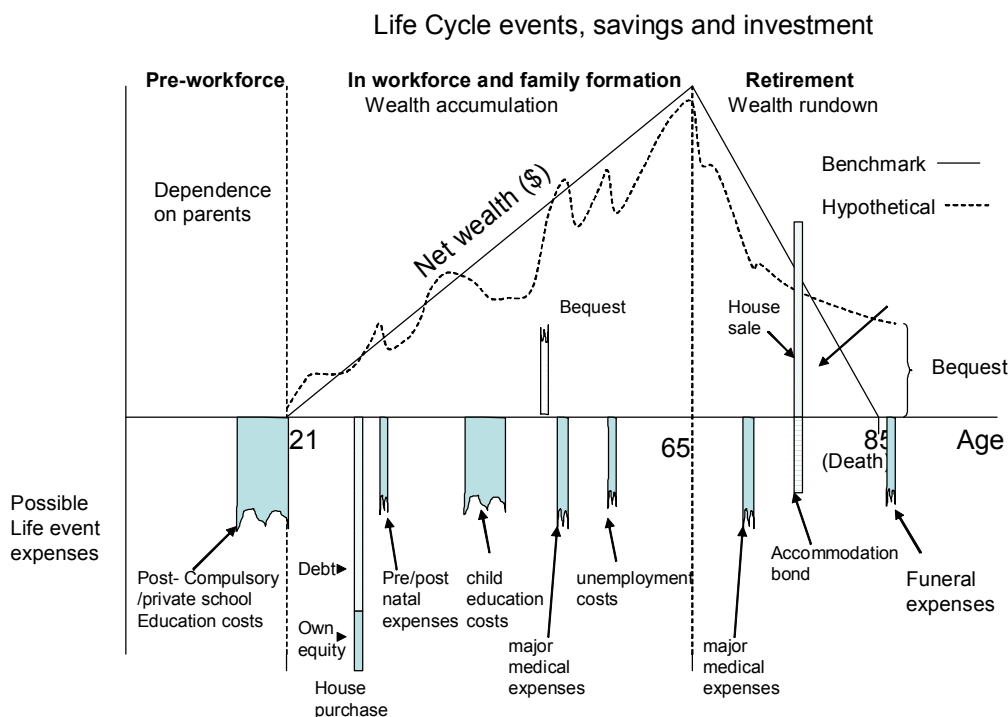 Life Cycle events, savings and investment
Pre-workforce
In workforce and family formation
Retirement
Wealth accumulation
Wealth rundown
Benchmark
Dependence
on parents
Hypothetical
Net wealth ($)
Bequest
House
sale
Bequest
21
65
85
Age
(Death)
Possible
Life event
expenses
Debt
Own
equity
House
purchase
Post- Compulsory
/private school
Education costs
Pre/post
natal
expenses
child
education
costs
major
medical
expenses
unemployment
costs
major
medical
expenses
Accommodation
bond
Funeral
expenses